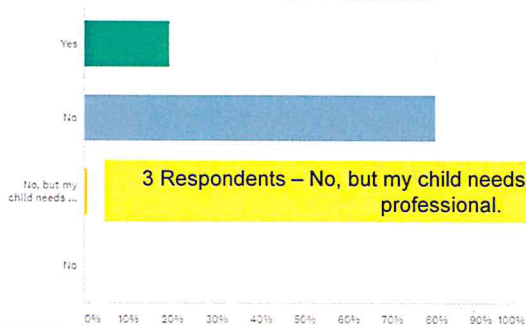 Yes
No
No, but my
child needs ...
3 Respondents – No, but my child needs
professional.
No
0% 10% 20% 30% 40% 50% 60% 70% 80% 90% 100%